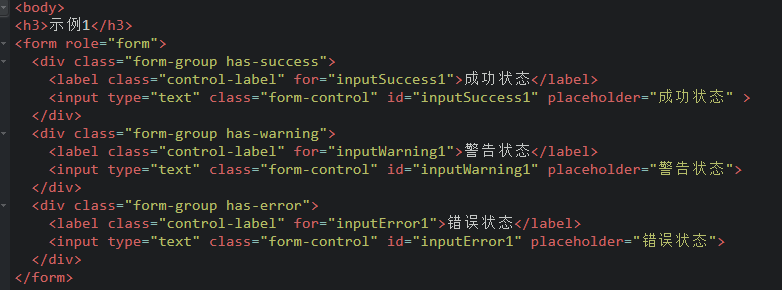 <body>
<h3>示例1</h3>
<form role="form">
<div class="form-group has-success">
<label class="control-label" for="inputSuccess1">成功状态</label>
<input type="text" class="form-control" id="inputSuccess1" placeholder="成功状态" >
</div>
<div class="form-group has-warning">
<label class="control-label" for="inputWarning1">警告状态</label>
<input type="text" class="form-control" id="inputWarning1" placeholder="警告状态">
</div>
<div class="form-group has-error">
<label class="control-label" for="inputError1">错误状态</label>
<input type="text" class="form-control" id="inputError1" placeholder="错误状态">
</div>
</form>